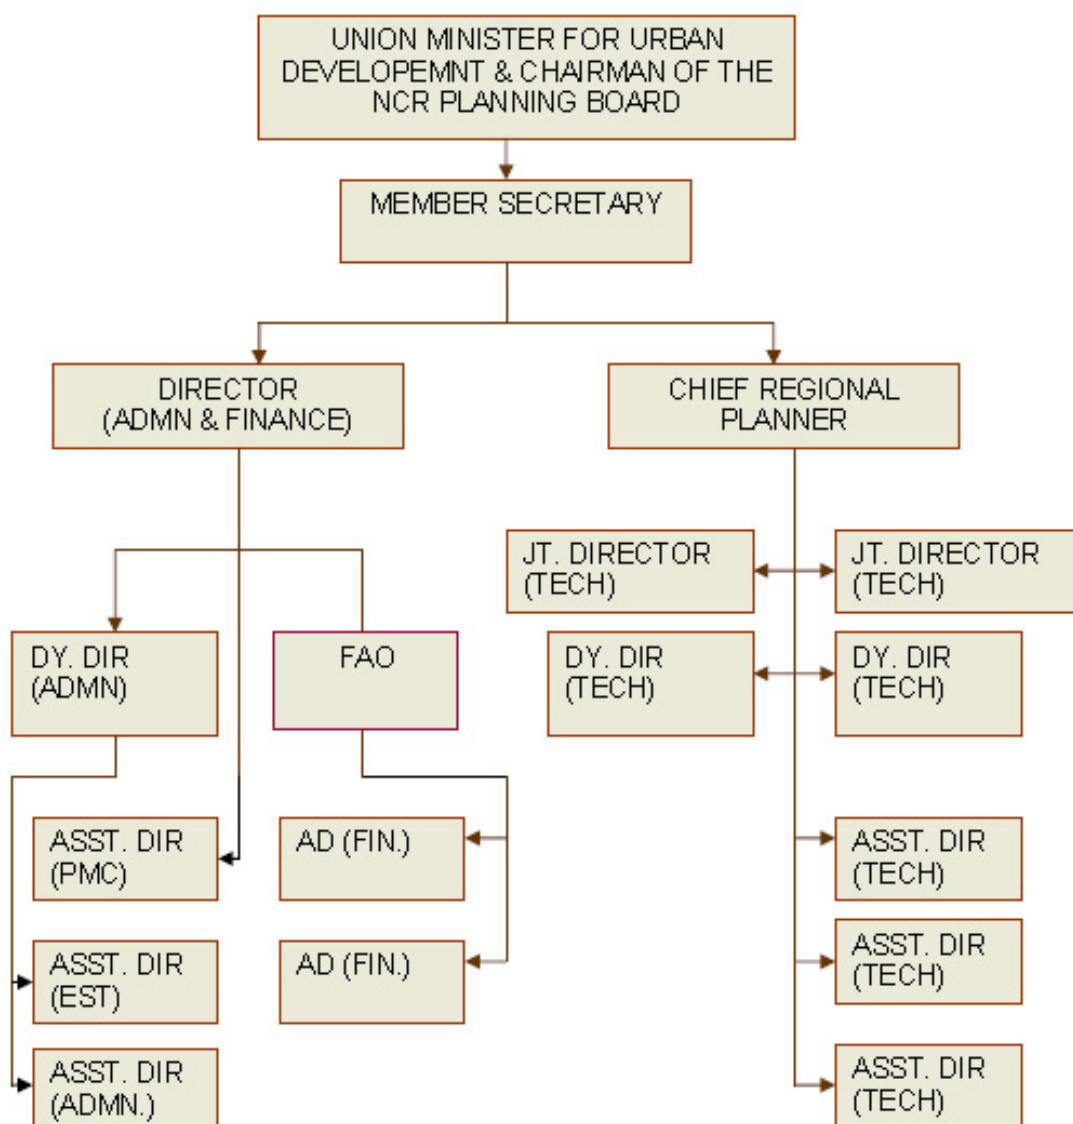 UNION MINISTER FOR URBAN
DEVELOPEMNT & CHAIRMAN OF THE
NCR PLANNING BOARD
MEMBER SECRETARY
DIRECTOR
(ADMN & FINANCE)
CHIEF REGIONAL
PLANNER
JT. DIRECTOR
(TECH)
JT. DIRECTOR
(TECH)
DY. DIR
(ADMN)
FAO
DY. DIR
(TECH)
DY. DIR
(TECH)
ASST. DIR
(PMC)
AD (FIN.)
ASST. DIR
(TECH)
ASST. DIR
(EST)
AD (FIN.)
ASST. DIR
(TECH)
ASST. DIR
(ADMN.)
ASST. DIR
(TECH)